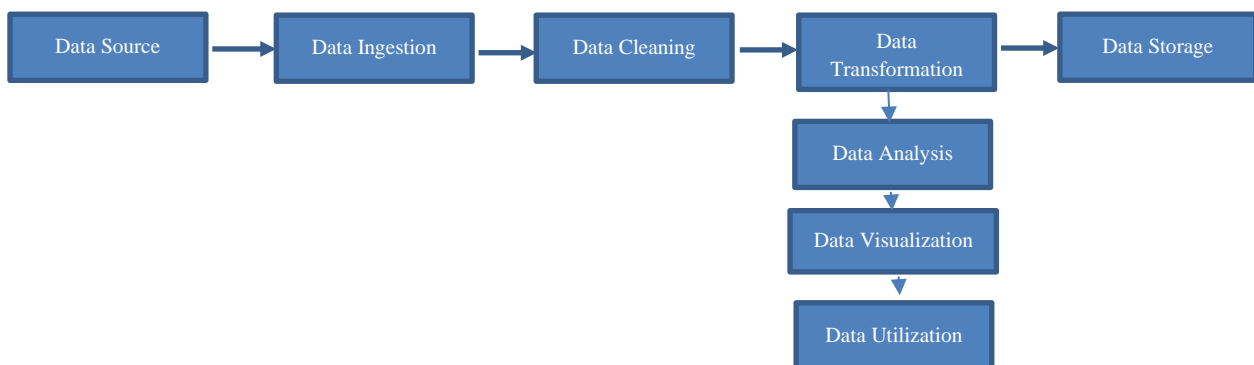 Data Source
Data Ingestion
Data Cleaning
Data
Transformation
Data Storage
Data Analysis
Data Visualization
Data Utilization